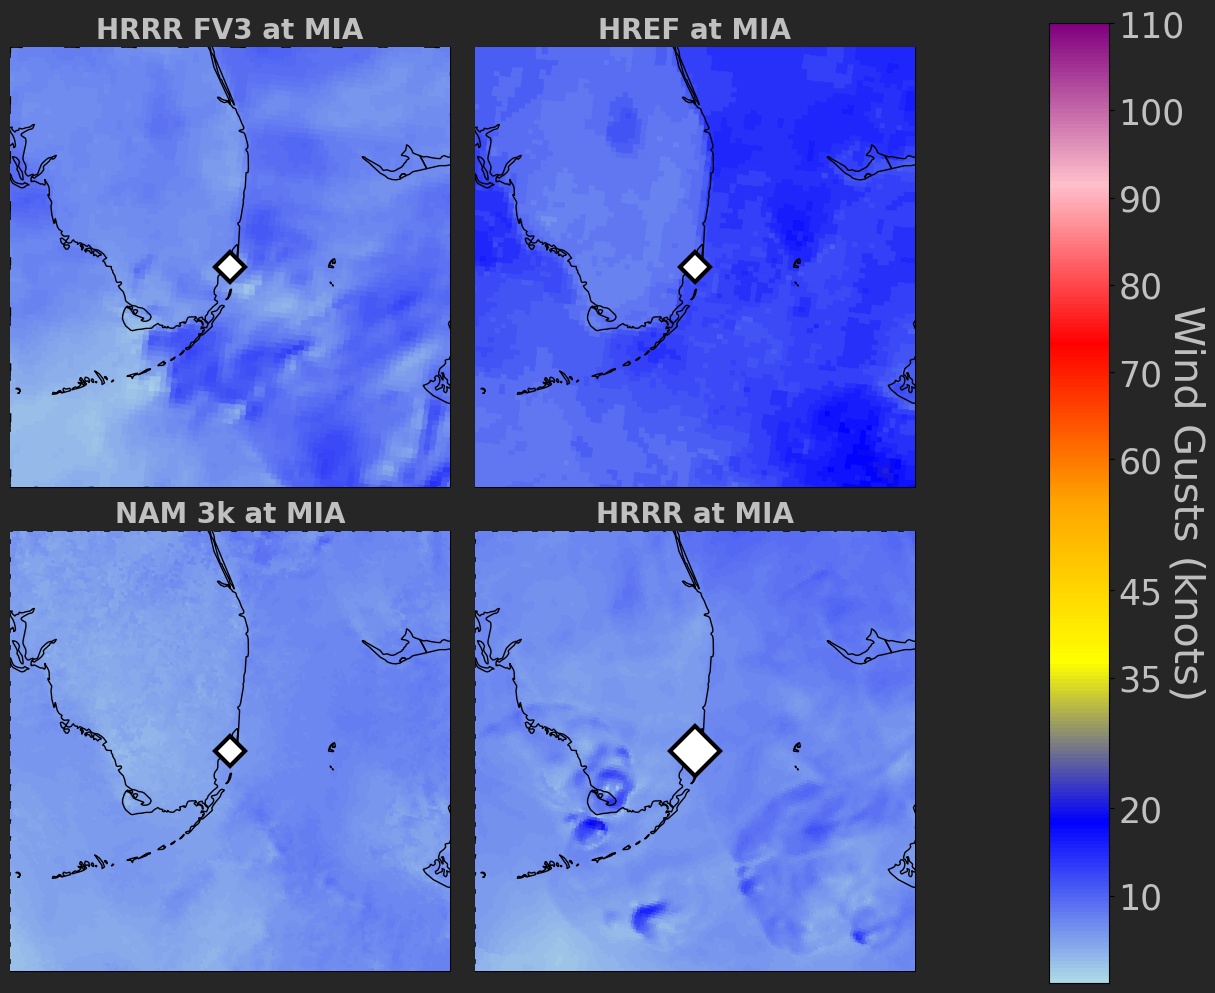 HRRR FV3 at MIA
HREF at MIA
NAM 3k at MIA
HRRR at MIA
110
100
90
80
70
60
45
35
20
10
Wind Gusts (knots)